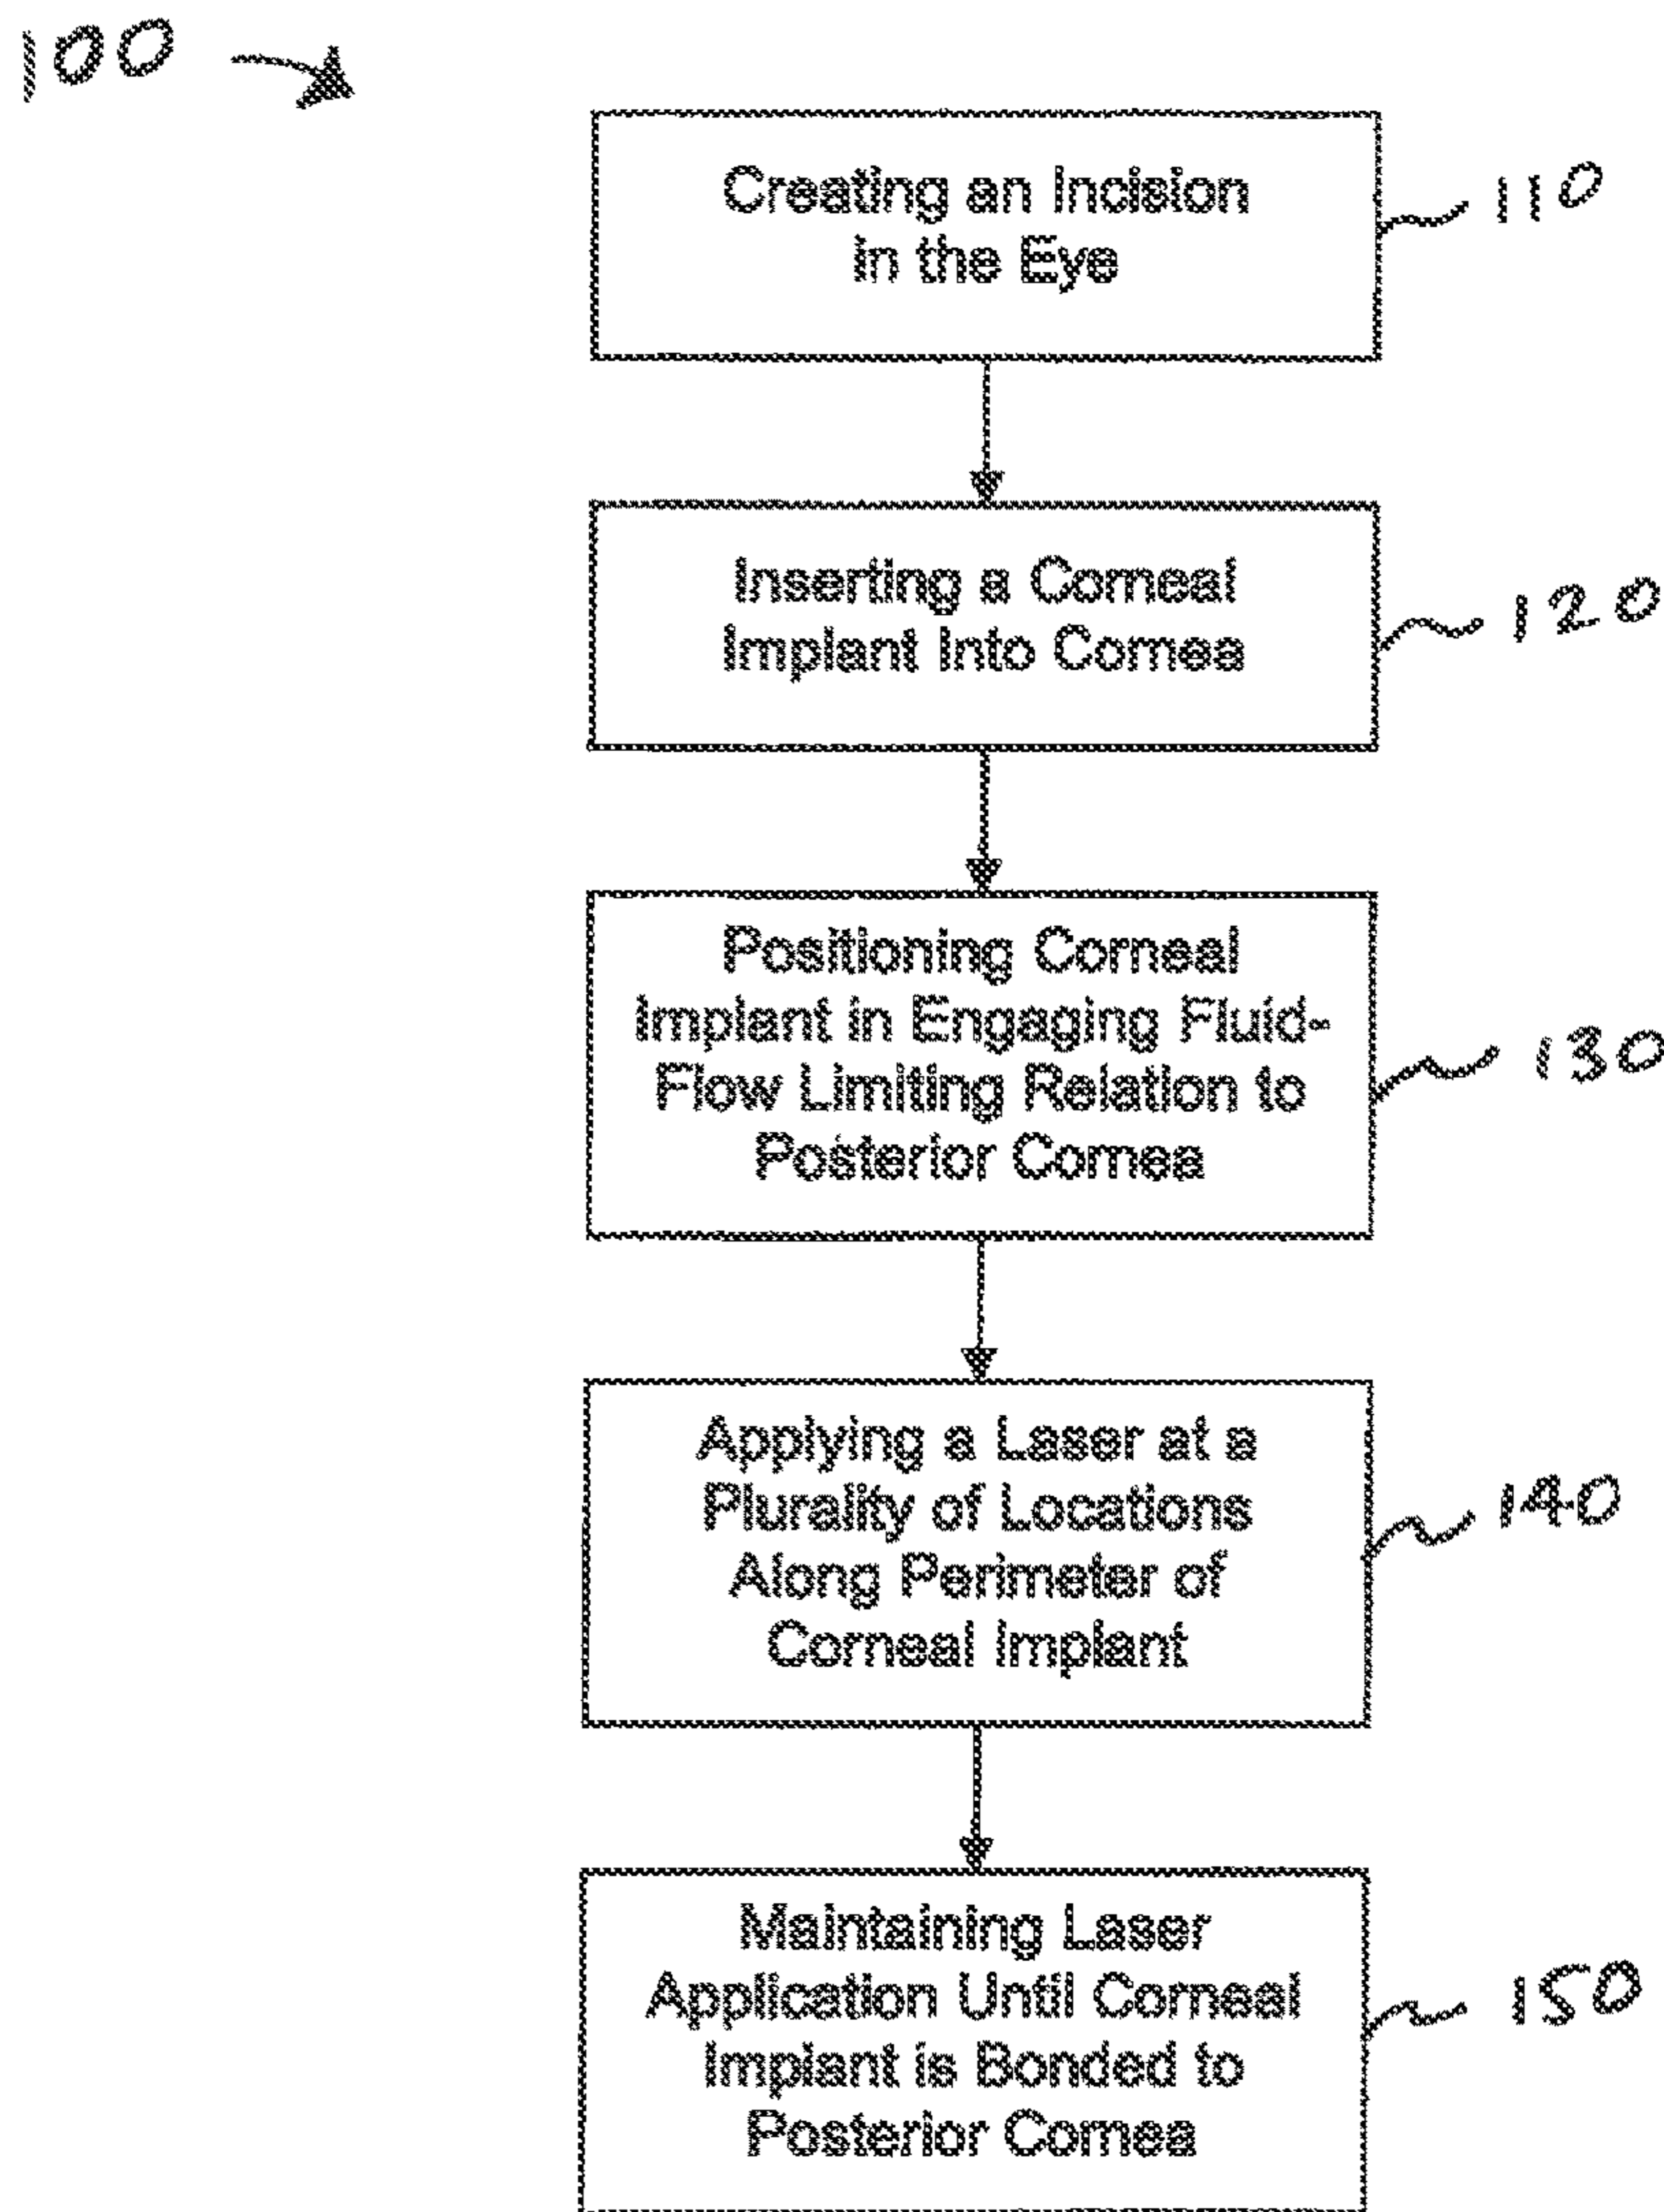 100
Creating an Incision
in the Eye
110
Inserting a Corneal
Implant Into Cornea
120
Positioning Corneal
Implant in Engaging Fluid-
Flow Limiting Relation to
Posterior Cornea
130
Applying a Laser at a
Plurality of Locations
Along Perimeter of
Corneal Implant
140
Maintaining Laser
Application Until Corneal
Implant is Bonded to
Posterior Cornea
150